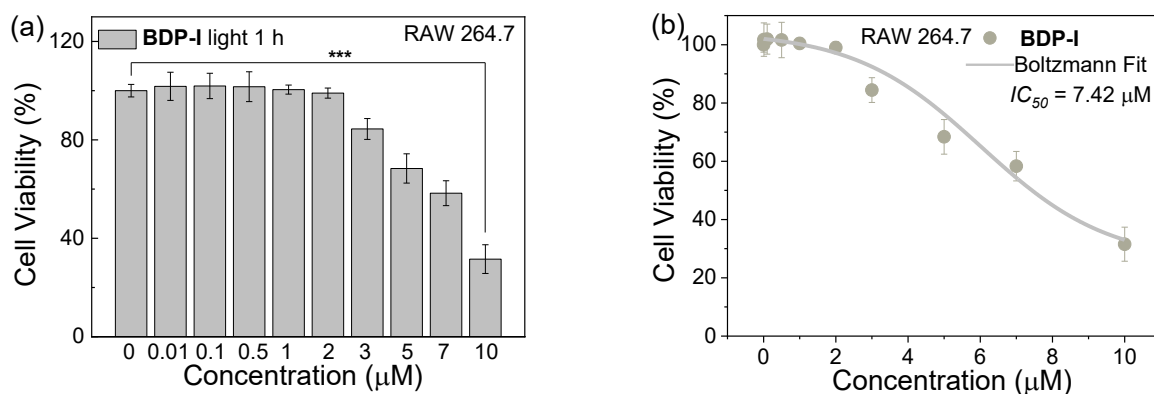 (a)
BDP-I light 1 h
RAW 264.7
***
120
80
40
0
Cell Viability (%)
0 0.01 0.1 0.5 1 2 3 5 7 10
Concentration (μM)
(b)
RAW 264.7
BDP-I
Boltzmann Fit
IC50 = 7.42 μM
100
80
60
40
20
0
Cell Viability (%)
0 2 4 6 8 10
Concentration (μM)